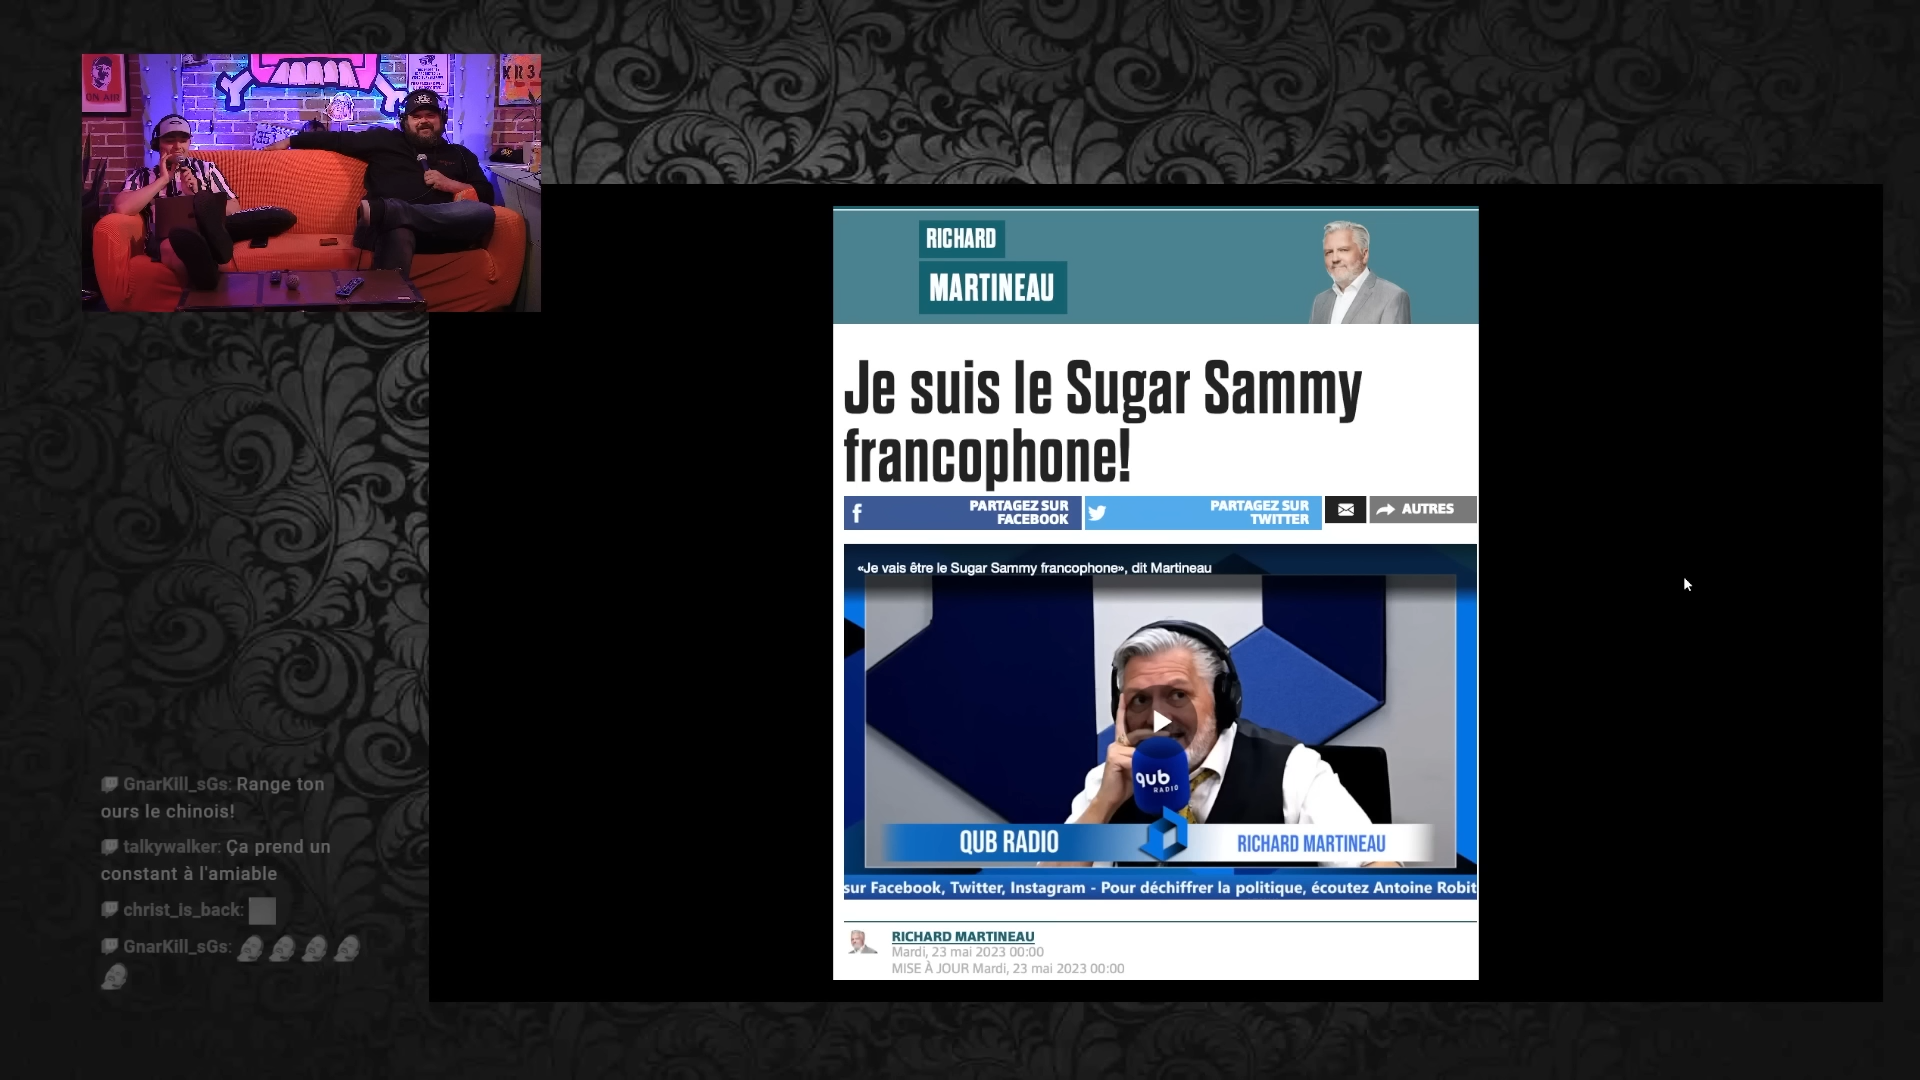 ON AIR
KR3
RICHARD
MARTINEAU
Je suis le Sugar Sammy
francophone!
PARTAGEZ SUR
FACEBOOK
PARTAGEZ SUR
TWITTER
AUTRES
«Je vais être le Sugar Sammy francophone», dit Martineau
qub
RADIO
QUB RADIO
RICHARD MARTINEAU
sur Facebook, Twitter, Instagram - Pour déchiffrer la politique, écoutez Antoine Robit
RICHARD MARTINEAU
Mardi, 23 mai 2023 00:00
MISE À JOUR Mardi, 23 mai 2023 00:00
GnarKill_sGs: Range ton
ours le chinois!
talkywalker: Ça prend un
constant à l'amiable
christ_is_back:
GnarKill_sGs: